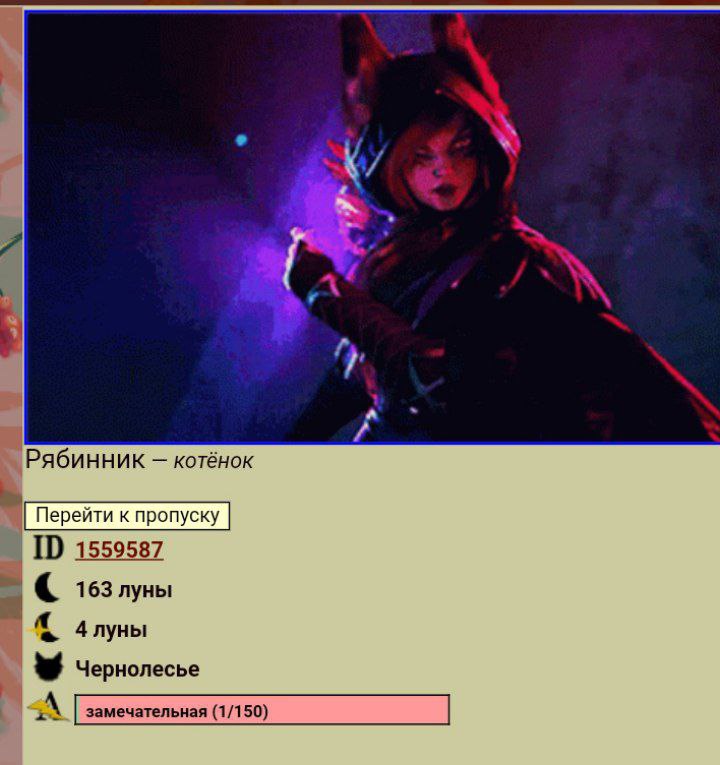 Рябинник – котёнок
Перейти к пропуску
ID 1559587
163 луны
4 луны
Чернолесье
замечательная (1/150)